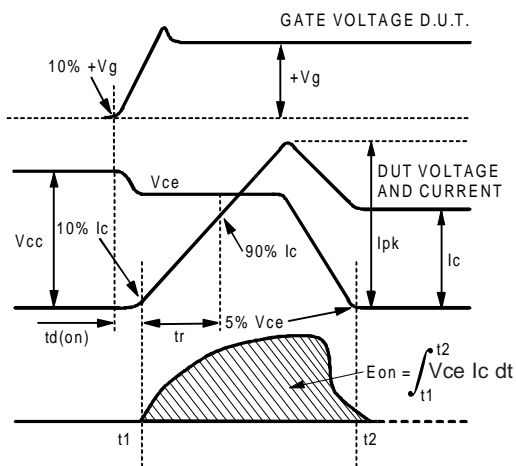 GATE VOLTAGE D.U.T.
10% +Vg
+Vg
Vce
DUT VOLTAGE
AND CURRENT
Vcc
10% Ic
90% Ic
Ipk
Ic
td(on)
tr
5% Vce
Eon = ∫ Vce Ic dt
t2
t1
t1
t2